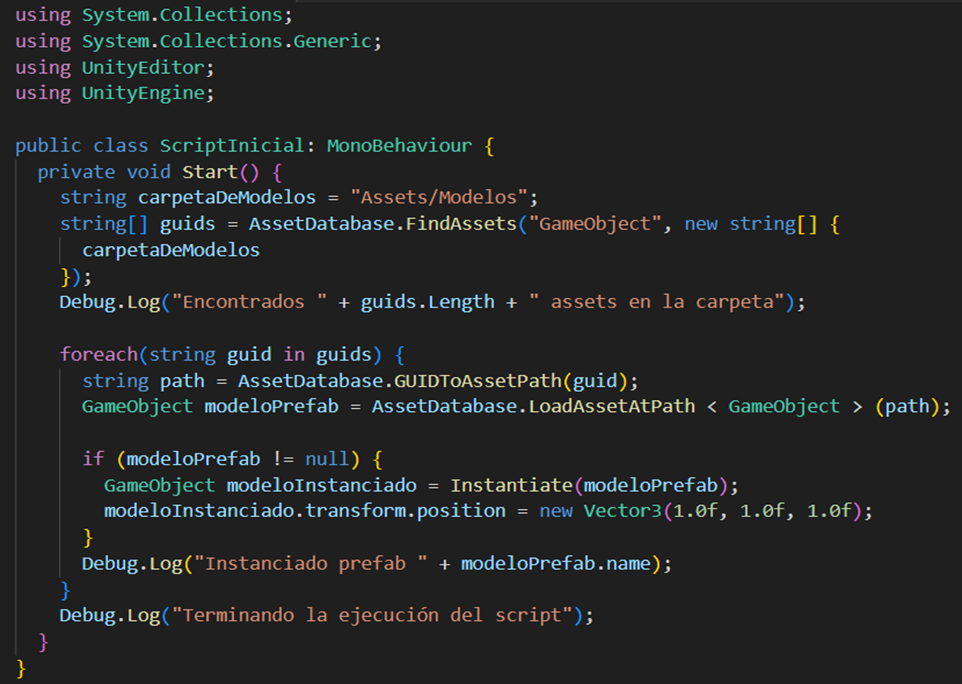 using System.Collections;
using System.Collections.Generic;
using UnityEditor;
using UnityEngine;

public class ScriptInicial: MonoBehaviour {
  private void Start() {
    string carpetaDeModelos = "Assets/Modelos";
    string[] guids = AssetDatabase.FindAssets("GameObject", new string[] {
      carpetaDeModelos
    });
    Debug.Log("Encontrados " + guids.Length + " assets en la carpeta");

    foreach(string guid in guids) {
      string path = AssetDatabase.GUIDToAssetPath(guid);
      GameObject modeloPrefab = AssetDatabase.LoadAssetAtPath < GameObject > (path);

      if (modeloPrefab != null) {
        GameObject modeloInstanciado = Instantiate(modeloPrefab);
        modeloInstanciado.transform.position = new Vector3(1.0f, 1.0f, 1.0f);
      }
      Debug.Log("Instanciado prefab " + modeloPrefab.name);
    }
    Debug.Log("Terminando la ejecución del script");
  }
}